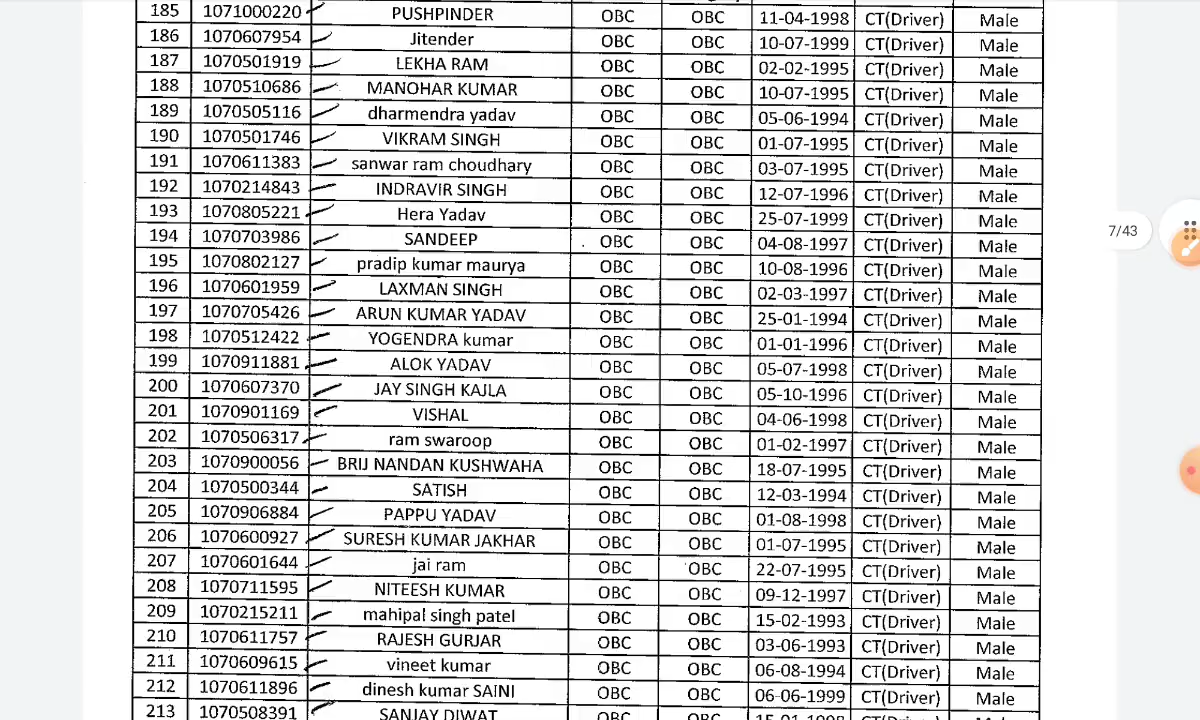 185 1071000220 PUSHPINDER OBC OBC 11-04-1998 CT(Driver) Male
186 1070607954 Jitender OBC OBC 10-07-1999 CT(Driver) Male
187 1070501919 LEKHA RAM OBC OBC 02-02-1995 CT(Driver) Male
188 1070510686 MANOHAR KUMAR OBC OBC 10-07-1995 CT(Driver) Male
189 1070505116 dharmendra yadav OBC OBC 05-06-1994 CT(Driver) Male
190 1070501746 VIKRAM SINGH OBC OBC 01-07-1995 CT(Driver) Male
191 1070611383 sanwar ram choudhary OBC OBC 03-07-1995 CT(Driver) Male
192 1070214843 INDRAVIR SINGH OBC OBC 12-07-1996 CT(Driver) Male
193 1070805221 Hera Yadav OBC OBC 25-07-1999 CT(Driver) Male
7/43
194 1070703986 SANDEEP OBC OBC 04-08-1997 CT(Driver) Male
195 1070802127 pradip kumar maurya OBC OBC 10-08-1996 CT(Driver) Male
196 1070601959 LAXMAN SINGH OBC OBC 02-03-1997 CT(Driver) Male
197 1070705426 ARUN KUMAR YADAV OBC OBC 25-01-1994 CT(Driver) Male
198 1070512422 YOGENDRA kumar OBC OBC 01-01-1996 CT(Driver) Male
199 1070911881 ALOK YADAV OBC OBC 05-07-1998 CT(Driver) Male
200 1070607370 JAY SINGH KAJLA OBC OBC 05-10-1996 CT(Driver) Male
201 1070901169 VISHAL OBC OBC 04-06-1998 CT(Driver) Male
202 1070506317 ram swaroop OBC OBC 01-02-1997 CT(Driver) Male
203 1070900056 BRIJ NANDAN KUSHWAHA OBC OBC 18-07-1995 CT(Driver) Male
204 1070500344 SATISH OBC OBC 12-03-1994 CT(Driver) Male
205 1070906884 PAPPU YADAV OBC OBC 01-08-1998 CT(Driver) Male
206 1070600927 SURESH KUMAR JAKHAR OBC OBC 01-07-1995 CT(Driver) Male
207 1070601644 jai ram OBC OBC 22-07-1995 CT(Driver) Male
208 1070711595 NITEESH KUMAR OBC OBC 09-12-1997 CT(Driver) Male
209 1070215211 mahipal singh patel OBC OBC 15-02-1993 CT(Driver) Male
210 1070611757 RAJESH GURJAR OBC OBC 03-06-1993 CT(Driver) Male
211 1070609615 vineet kumar OBC OBC 06-08-1994 CT(Driver) Male
212 1070611896 dinesh kumar SAINI OBC OBC 06-06-1999 CT(Driver) Male
213 1070508391 SANJAY DIWAT OBC OBC